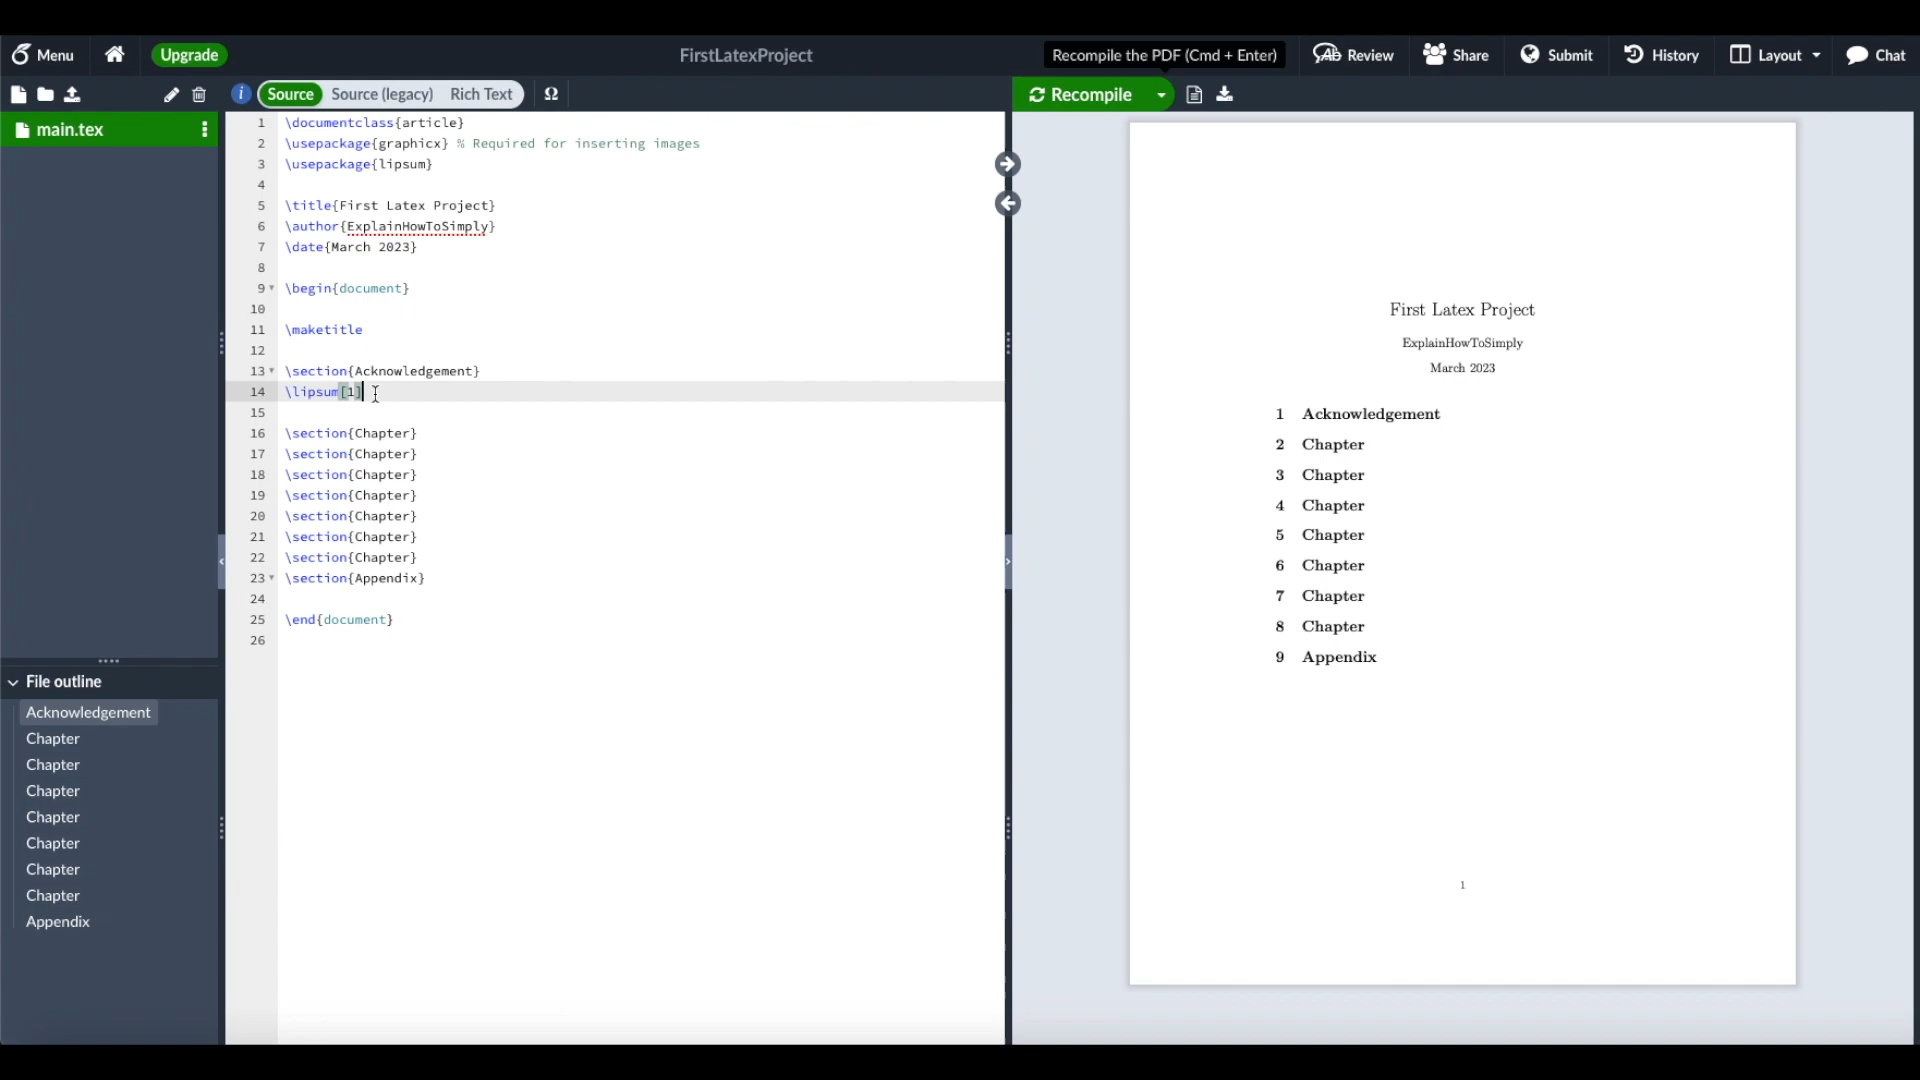 Menu
Upgrade
FirstLatexProject
Recompile the PDF (Cmd + Enter)
Review
Share
Submit
History
Layout
Chat
Source
Source (legacy)
Rich Text
Ω
Recompile
main.tex
1 \documentclass{article}
2 \usepackage{graphicx} % Required for inserting images
3 \usepackage{lipsum}
4
5 \title{First Latex Project}
6 \author{ExplainHowToSimply}
7 \date{March 2023}
8
9 \begin{document}
10
11 \maketitle
12
13 \section{Acknowledgement}
14 \lipsum[1]
15
16 \section{Chapter}
17 \section{Chapter}
18 \section{Chapter}
19 \section{Chapter}
20 \section{Chapter}
21 \section{Chapter}
22 \section{Chapter}
23 \section{Appendix}
24
25 \end{document}
26
File outline
Acknowledgement
Chapter
Chapter
Chapter
Chapter
Chapter
Chapter
Chapter
Appendix
First Latex Project
ExplainHowToSimply
March 2023
1 Acknowledgement
2 Chapter
3 Chapter
4 Chapter
5 Chapter
6 Chapter
7 Chapter
8 Chapter
9 Appendix
1